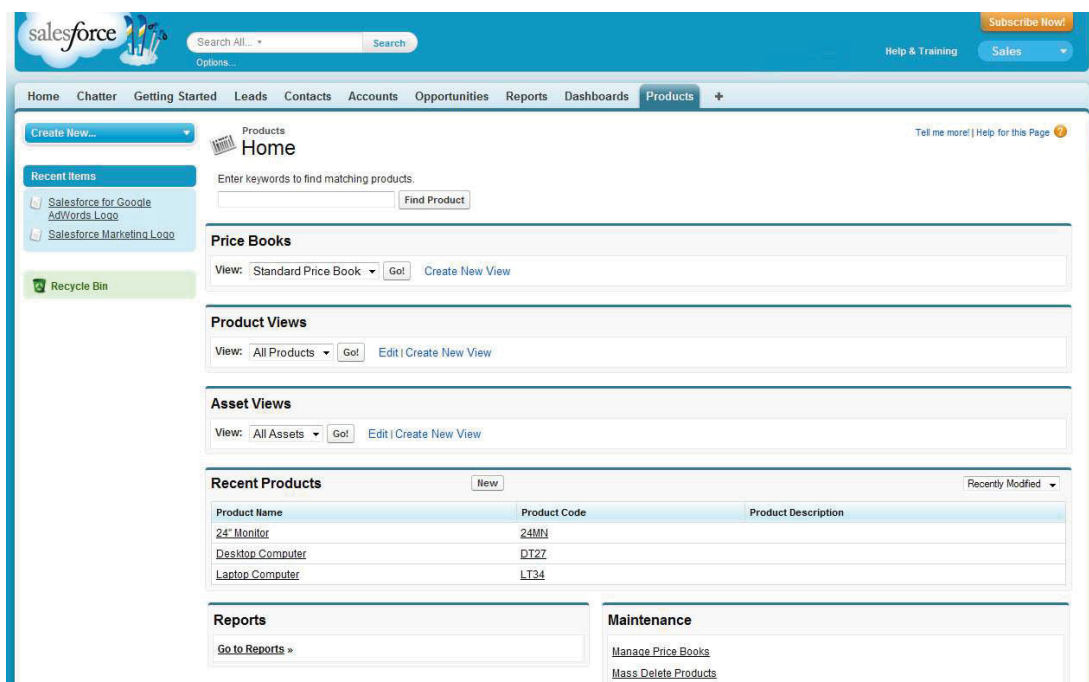 salesforce
Subscribe Now!
Search All...
Search
Options...
Help & Training
Sales
Home Chatter Getting Started Leads Contacts Accounts Opportunities Reports Dashboards Products +
Create New...
Products
Home
Tell me more! | Help for this Page ?
Recent Items
Salesforce for Google
AdWords Logo
Salesforce Marketing Logo
Recycle Bin
Enter keywords to find matching products.
Find Product
Price Books
View: Standard Price Book Go! Create New View
Product Views
View: All Products Go! Edit | Create New View
Asset Views
View: All Assets Go! Edit | Create New View
Recent Products New Recently Modified
Product Name Product Code Product Description
24" Monitor 24MN
Desktop Computer DT27
Laptop Computer LT34
Reports
Go to Reports »
Maintenance
Manage Price Books
Mass Delete Products